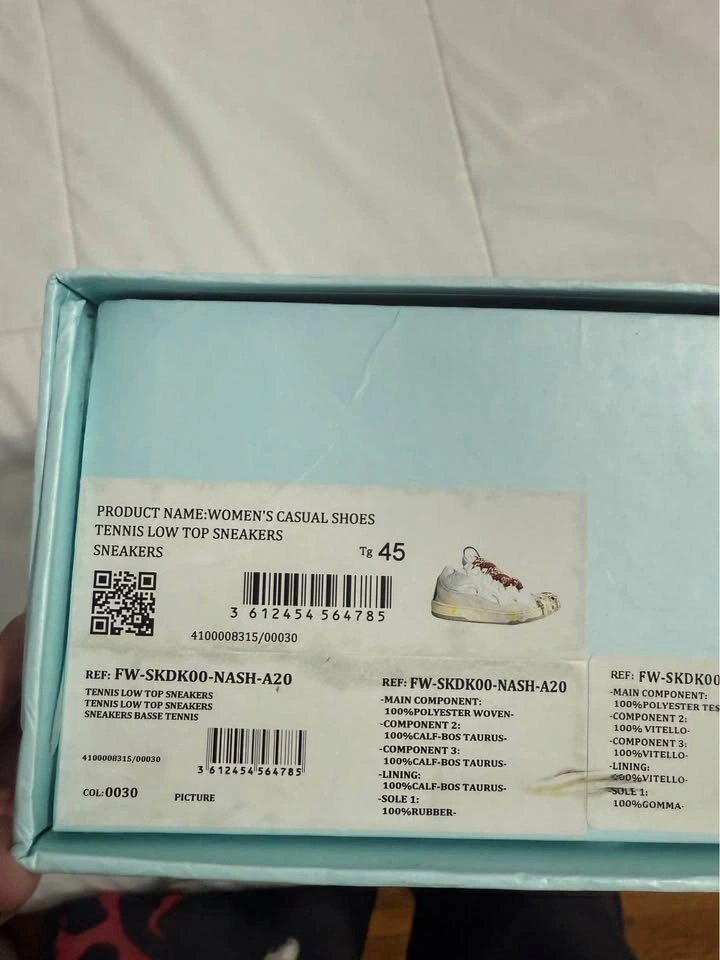 PRODUCT NAME:WOMEN'S CASUAL SHOES
TENNIS LOW TOP SNEAKERS
SNEAKERS
Tg 45
3 612454 564785
4100008315/00030
REF: FW-SKDK00-NASH-A20
TENNIS LOW TOP SNEAKERS
TENNIS LOW TOP SNEAKERS
SNEAKERS BASSE TENNIS
4100008315/00030
3 612454 564785
COL:0030
PICTURE
REF: FW-SKDK00-NASH-A20
-MAIN COMPONENT:
100%POLYESTER WOVEN-
-COMPONENT 2:
100%CALF-BOS TAURUS-
-COMPONENT 3:
100%CALF-BOS TAURUS-
-LINING:
100%CALF-BOS TAURUS-
-SOLE 1:
100%RUBBER-
REF: FW-SKDK00
-MAIN COMPONENT:
100%POLYESTER TES
-COMPONENT 2:
100% VITELLO-
-COMPONENT 3:
100%VITELLO-
-LINING:
100%VITELLO-
-SOLE 1:
100%GOMMA-